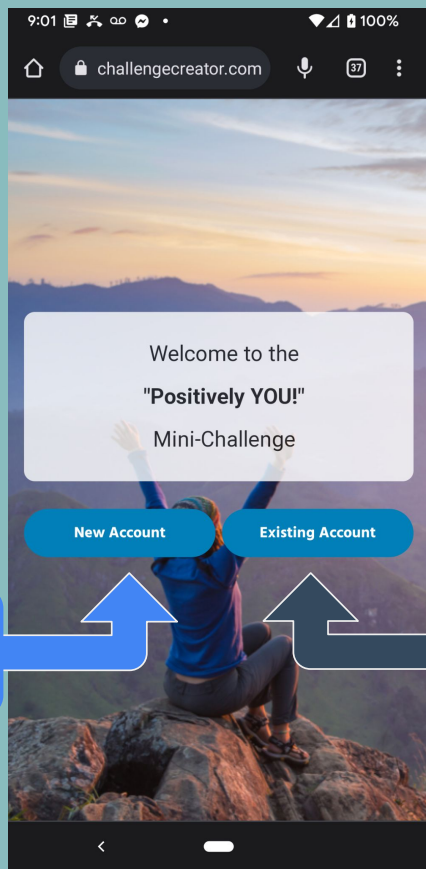 9:01 100%
challengecreator.com 37
Welcome to the
"Positively YOU!"
Mini-Challenge
New Account Existing Account